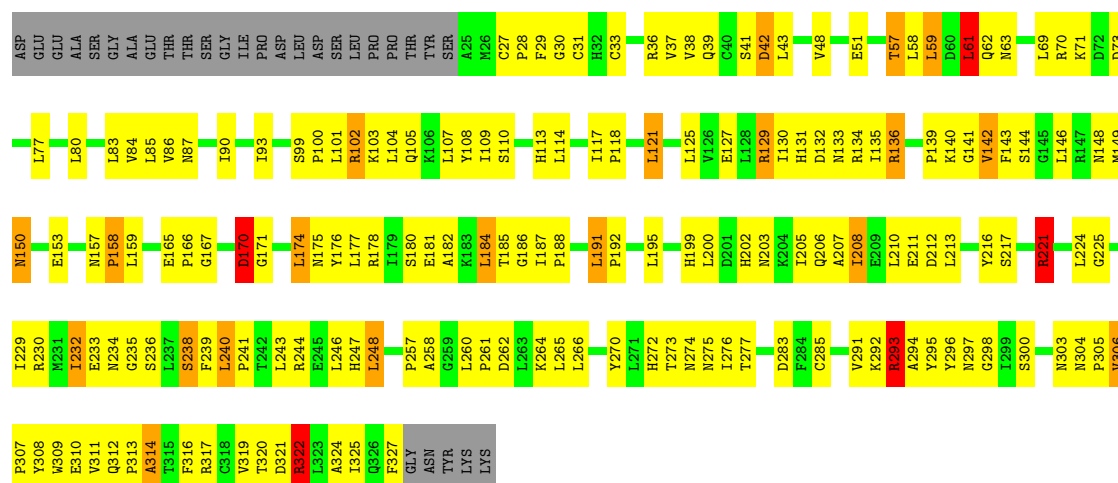 ASP GLU GLU ALA SER GLY ALA GLU THR THR SER GLY ILE PRO ASP LEU ASP SER LEU PRO PRO THR TYR SER A25 M26 C27 P28 F29 G30 C31 H32 C33 R36 V37 V38 Q39 C40 S41 D42 L43 V48 E51 T57 L58 L59 D60 L61 Q62 N63 L69 R70 K71 D72 D73
L77 L80 L83 V84 L85 V86 N87 I90 I93 S99 P100 L101 R102 K103 L104 Q105 K106 L107 Y108 I109 S110 H113 L114 I117 P118 L121 L125 V126 E127 L128 R129 I130 H131 D132 N133 R134 I135 R136 P139 K140 G141 V142 F143 S144 G145 L146 R147 N148 M149
N150 E153 N157 P158 L159 E165 P166 G167 D170 G171 L174 N175 Y176 L177 R178 I179 S180 E181 A182 K183 L184 T185 G186 I187 P188 L191 P192 L195 H199 L200 D201 H202 N203 K204 I205 Q206 A207 I208 E209 L210 E211 D212 L213 Y216 S217 R221 L224 G225
I229 R230 M231 I232 E233 N234 G235 S236 L237 S238 F239 L240 P241 T242 L243 R244 E245 L246 H247 L248 P257 A258 G259 L260 P261 D262 L263 K264 L265 L266 Y270 L271 H272 T273 N274 N275 I276 T277 D283 F284 C285 V291 K292 R293 A294 Y295 Y296 N297 G298 I299 S300 N303 N304 P305 V306
P307 Y308 W309 E310 V311 Q312 P313 A314 T315 F316 R317 C318 V319 T320 D321 R322 L323 A324 I325 Q326 F327 GLY ASN TYR LYS LYS